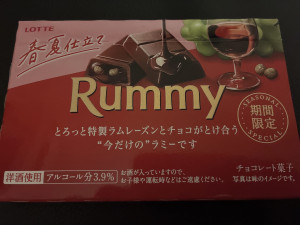 LOTTE
春夏仕立て
Rummy
SEASONAL
期間
限定
SPECIAL
とろっと特製ラムレーズンとチョコがとけ合う
“今だけの”ラミーです
洋酒使用 アルコール分3.9%
お酒が入っていますので、
お子様や運転時などはご遠慮ください。
チョコレート菓子
写真は味のイメージです。